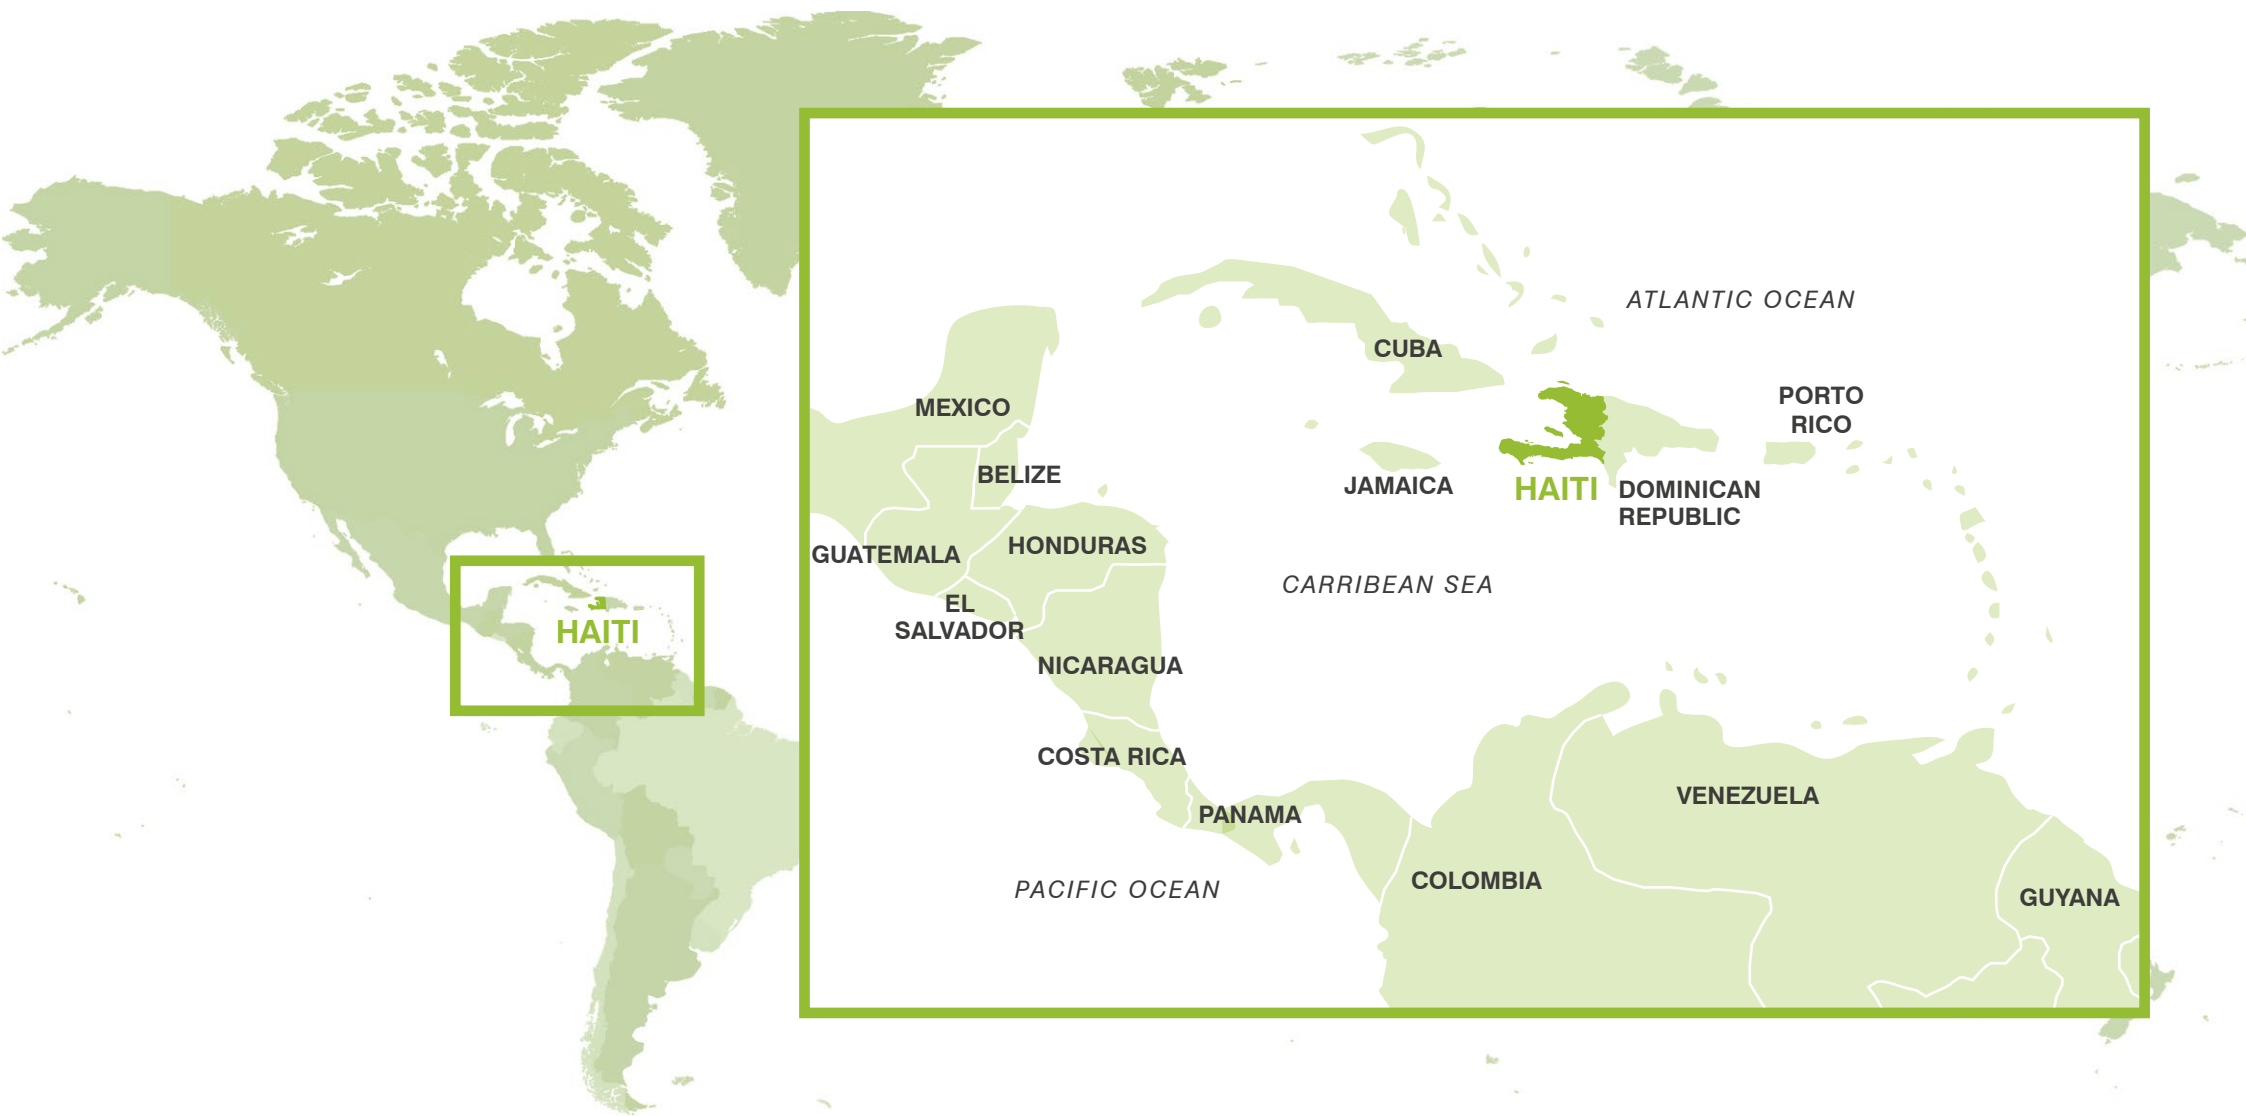 ATLANTIC OCEAN
CUBA
PORTO
RICO
MEXICO
BELIZE
JAMAICA
HAITI
DOMINICAN
REPUBLIC
GUATEMALA
HONDURAS
CARRIBEAN SEA
EL
SALVADOR
HAITI
NICARAGUA
COSTA RICA
VENEZUELA
PANAMA
COLOMBIA
PACIFIC OCEAN
GUYANA